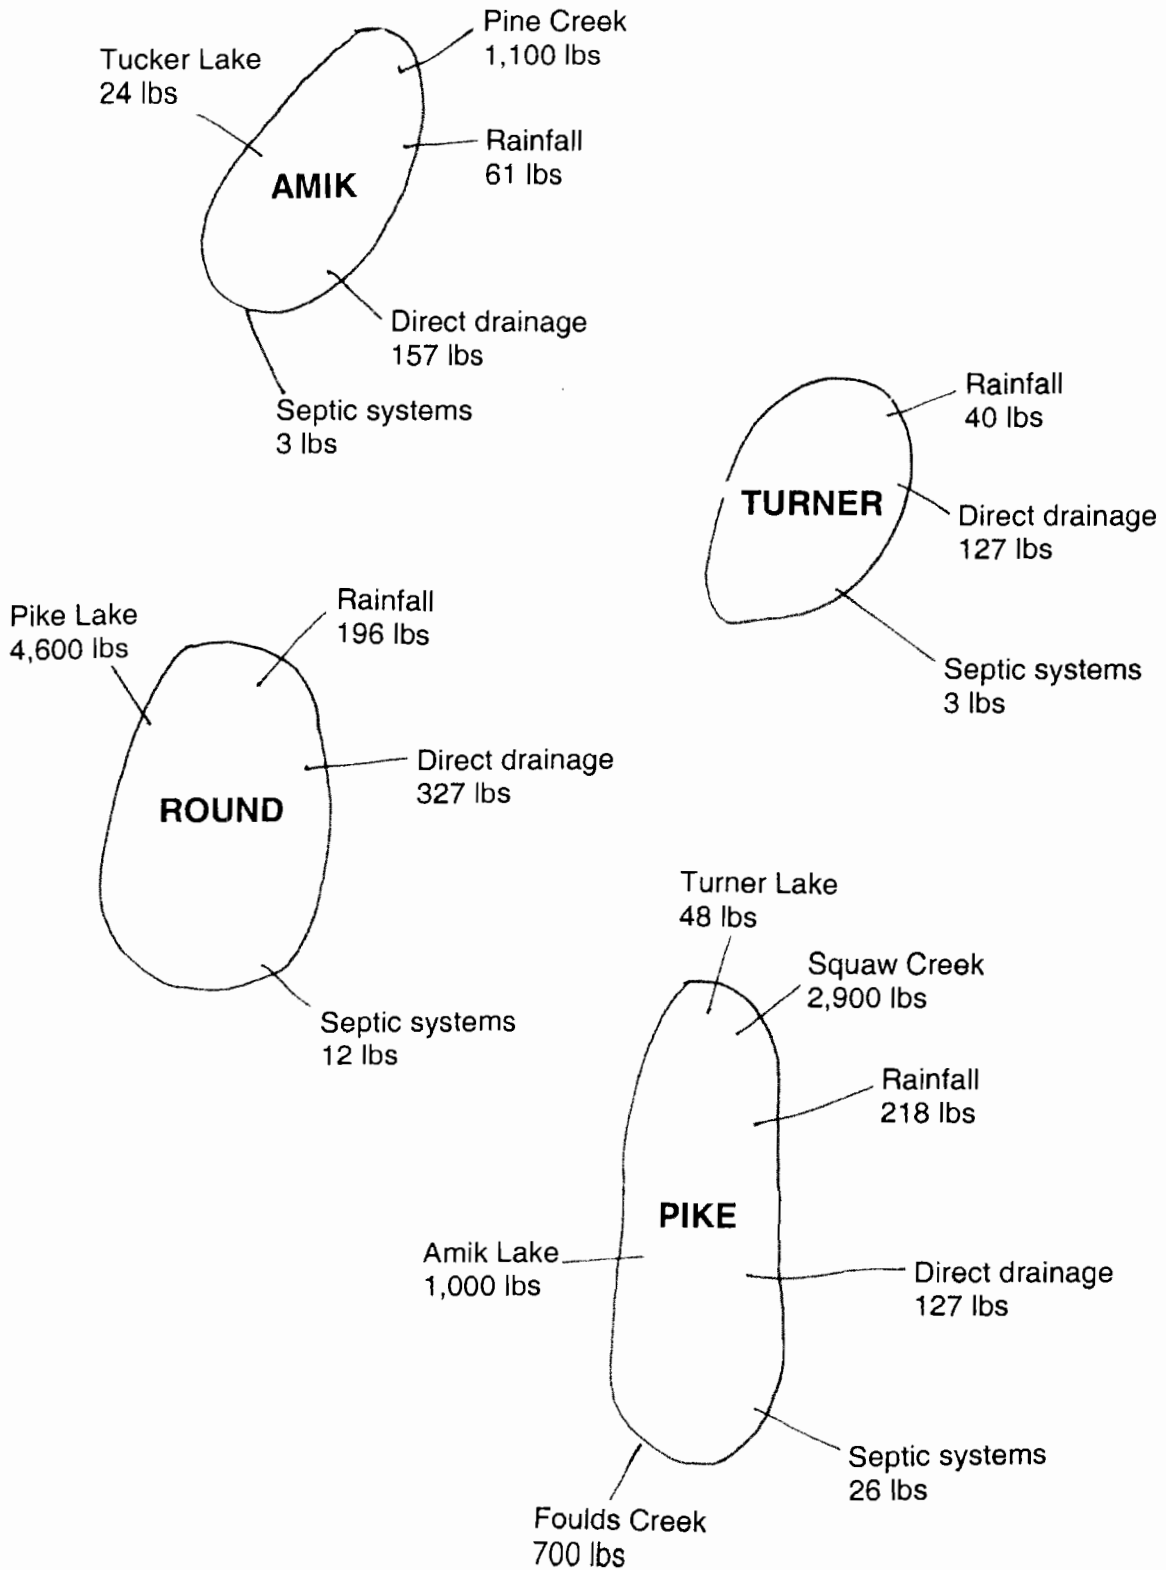 Pine Creek
1,100 lbs
Tucker Lake
24 lbs
Rainfall
61 lbs
AMIK
Direct drainage
157 lbs
Septic systems
3 lbs
Rainfall
40 lbs
TURNER
Direct drainage
127 lbs
Septic systems
3 lbs
Pike Lake
4,600 lbs
Rainfall
196 lbs
Direct drainage
327 lbs
ROUND
Septic systems
12 lbs
Turner Lake
48 lbs
Squaw Creek
2,900 lbs
Rainfall
218 lbs
PIKE
Amik Lake
1,000 lbs
Direct drainage
127 lbs
Septic systems
26 lbs
Foulds Creek
700 lbs